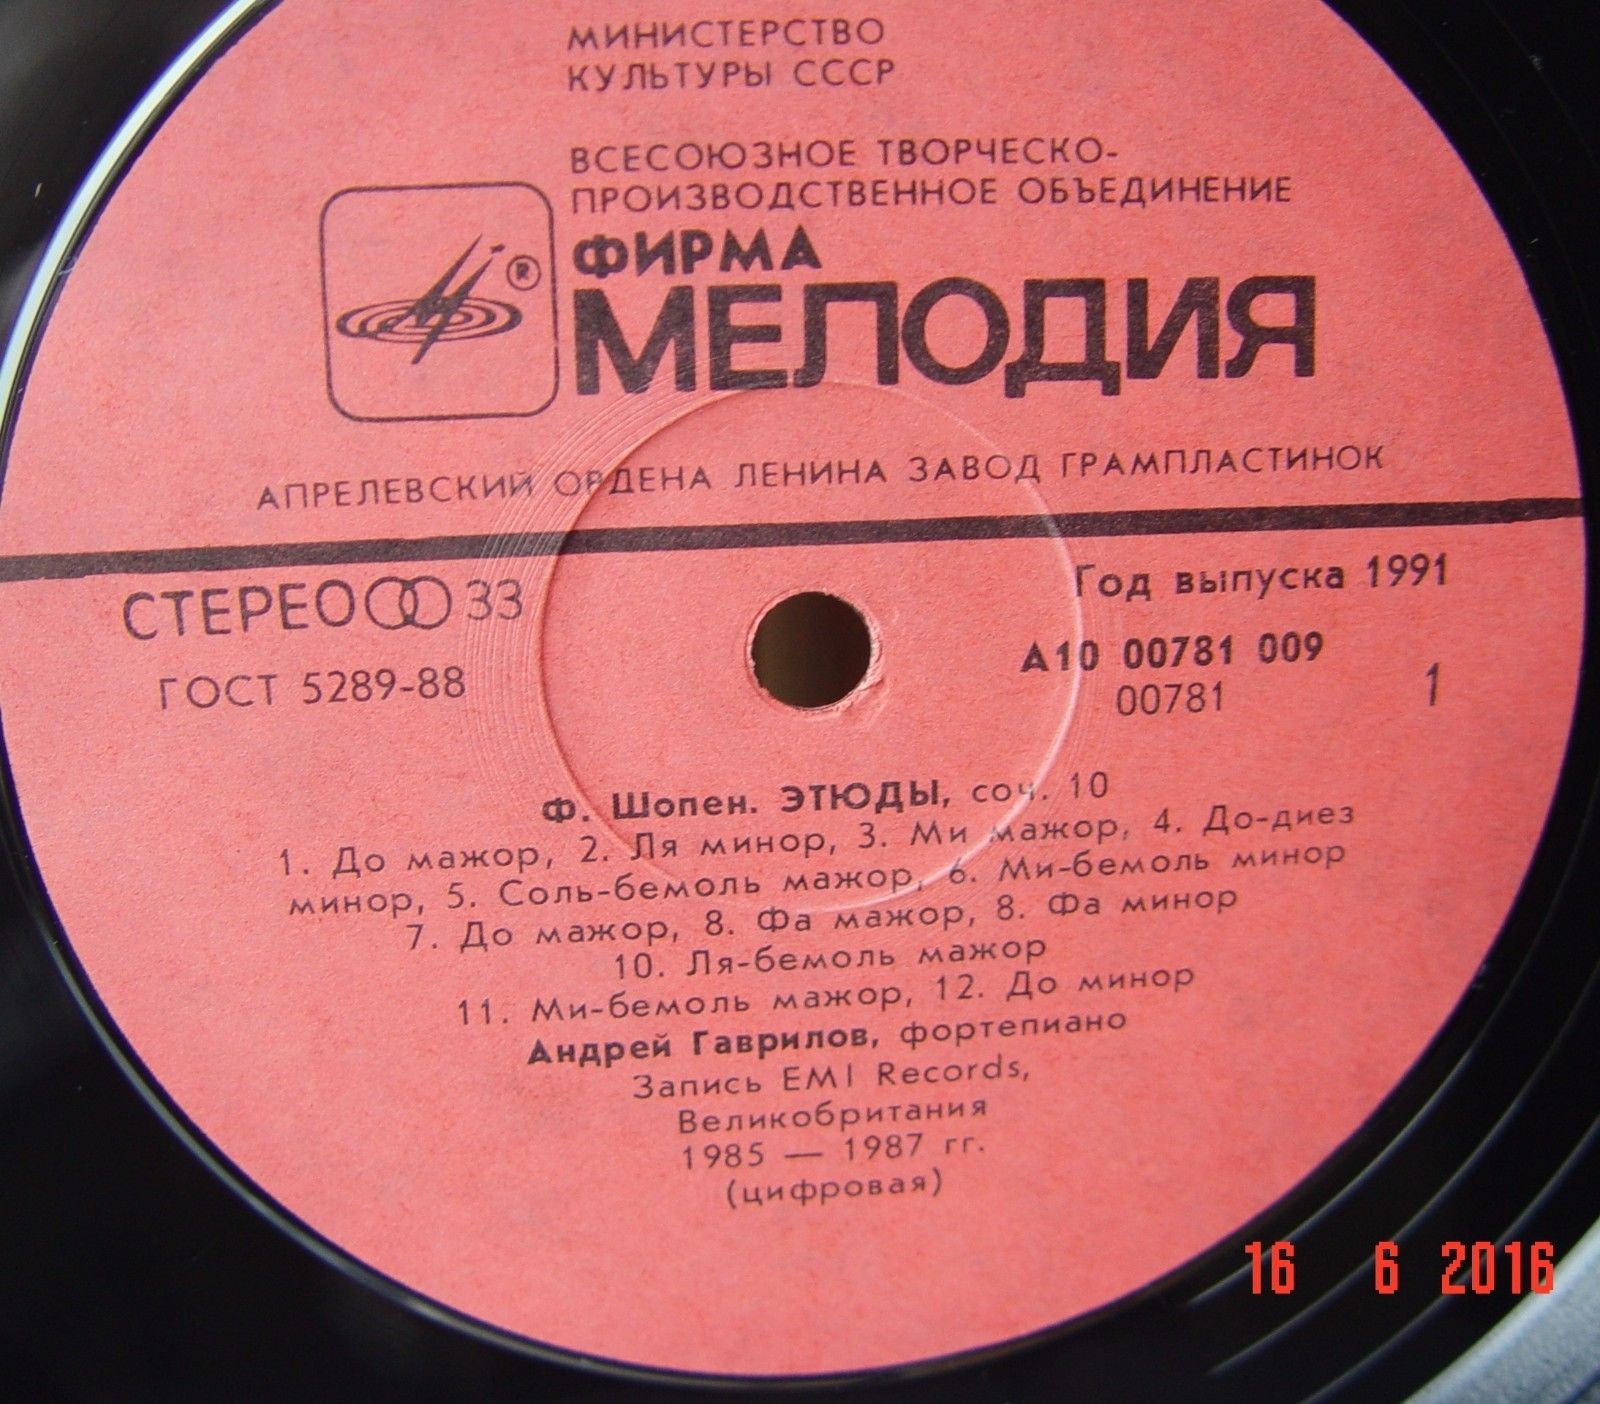 МИНИСТЕРСТВО
КУЛЬТУРЫ СССР
ВСЕСОЮЗНОЕ ТВОРЧЕСКО-
ПРОИЗВОДСТВЕННОЕ ОБЪЕДИНЕНИЕ
®
ФИРМА
МЕЛОДИЯ
АПРЕЛЕВСКИЙ ОРДЕНА ЛЕНИНА ЗАВОД ГРАМПЛАСТИНОК
СТЕРЕО 33
ГОСТ 5289-88
Год выпуска 1991
А10 00781 009
00781
1
Ф. Шопен. ЭТЮДЫ, соч. 10
1. До мажор, 2. Ля минор, 3. Ми мажор, 4. До-диез
минор, 5. Соль-бемоль мажор, 6. Ми-бемоль минор
7. До мажор, 8. Фа мажор, 8. Фа минор
10. Ля-бемоль мажор
11. Ми-бемоль мажор, 12. До минор
Андрей Гаврилов, фортепиано
Запись EMI Records,
Великобритания
1985 — 1987 гг.
(цифровая)
16 6 2016